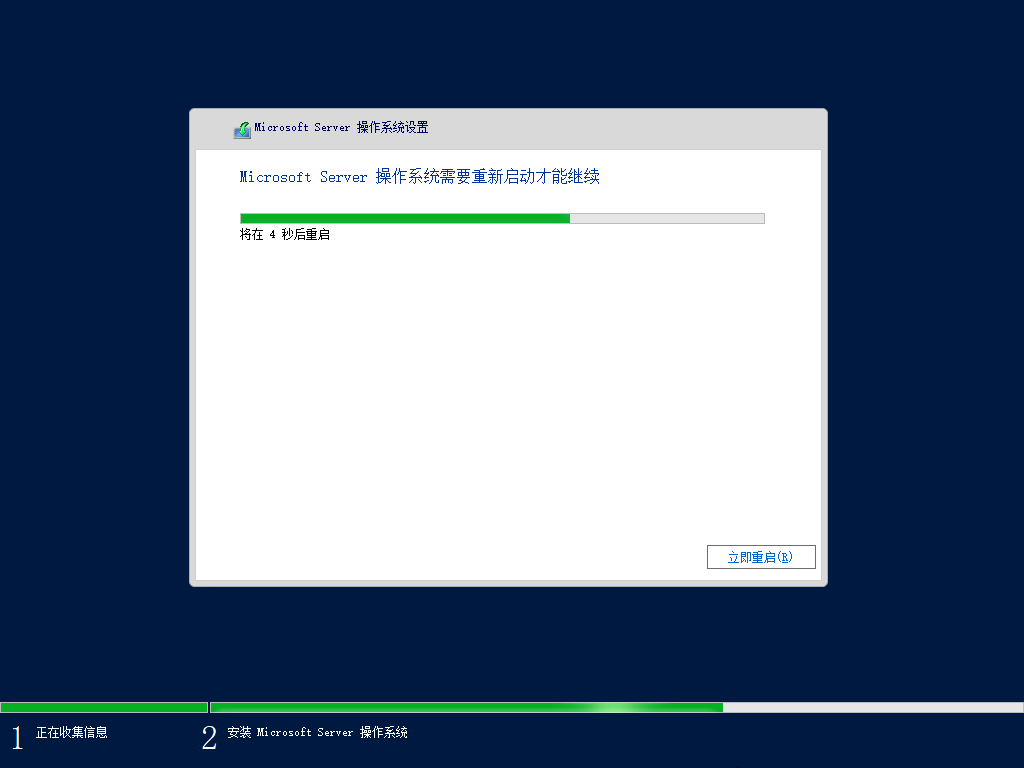 Microsoft Server 操作系统设置
Microsoft Server 操作系统需要重新启动才能继续
将在 4 秒后重启
立即重启(R)
1 正在收集信息
2 安装 Microsoft Server 操作系统